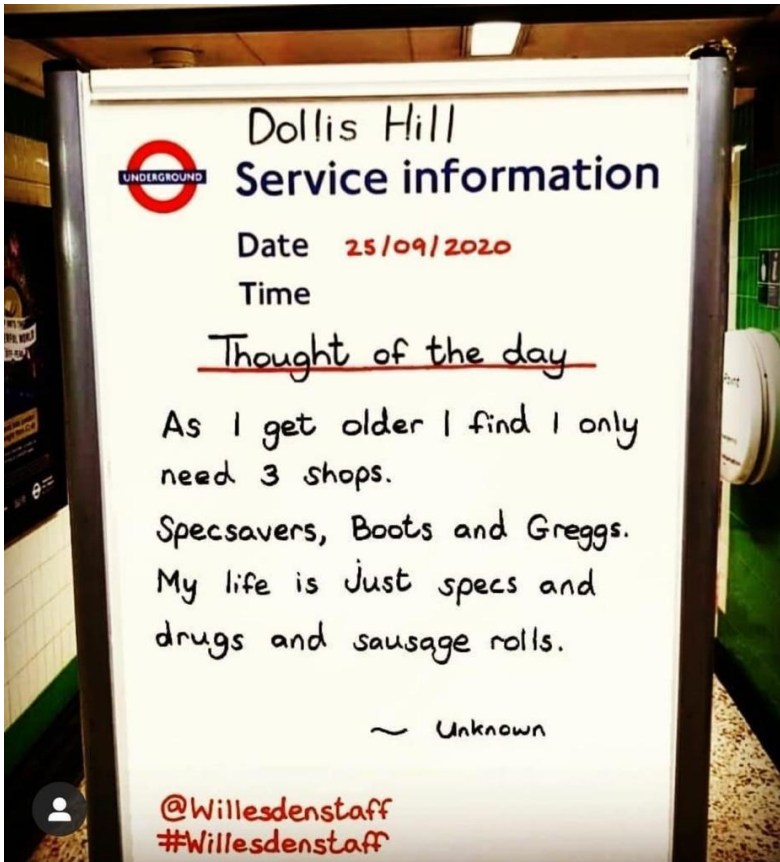 Dollis Hill
UNDERGROUND
Service information
Date 25/09/2020
Time
Thought of the day
As I get older I find I only
need 3 shops.
Specsavers, Boots and Greggs.
My life is just specs and
drugs and sausage rolls.
~ Unknown
@Willesdenstaff
#Willesdenstaff